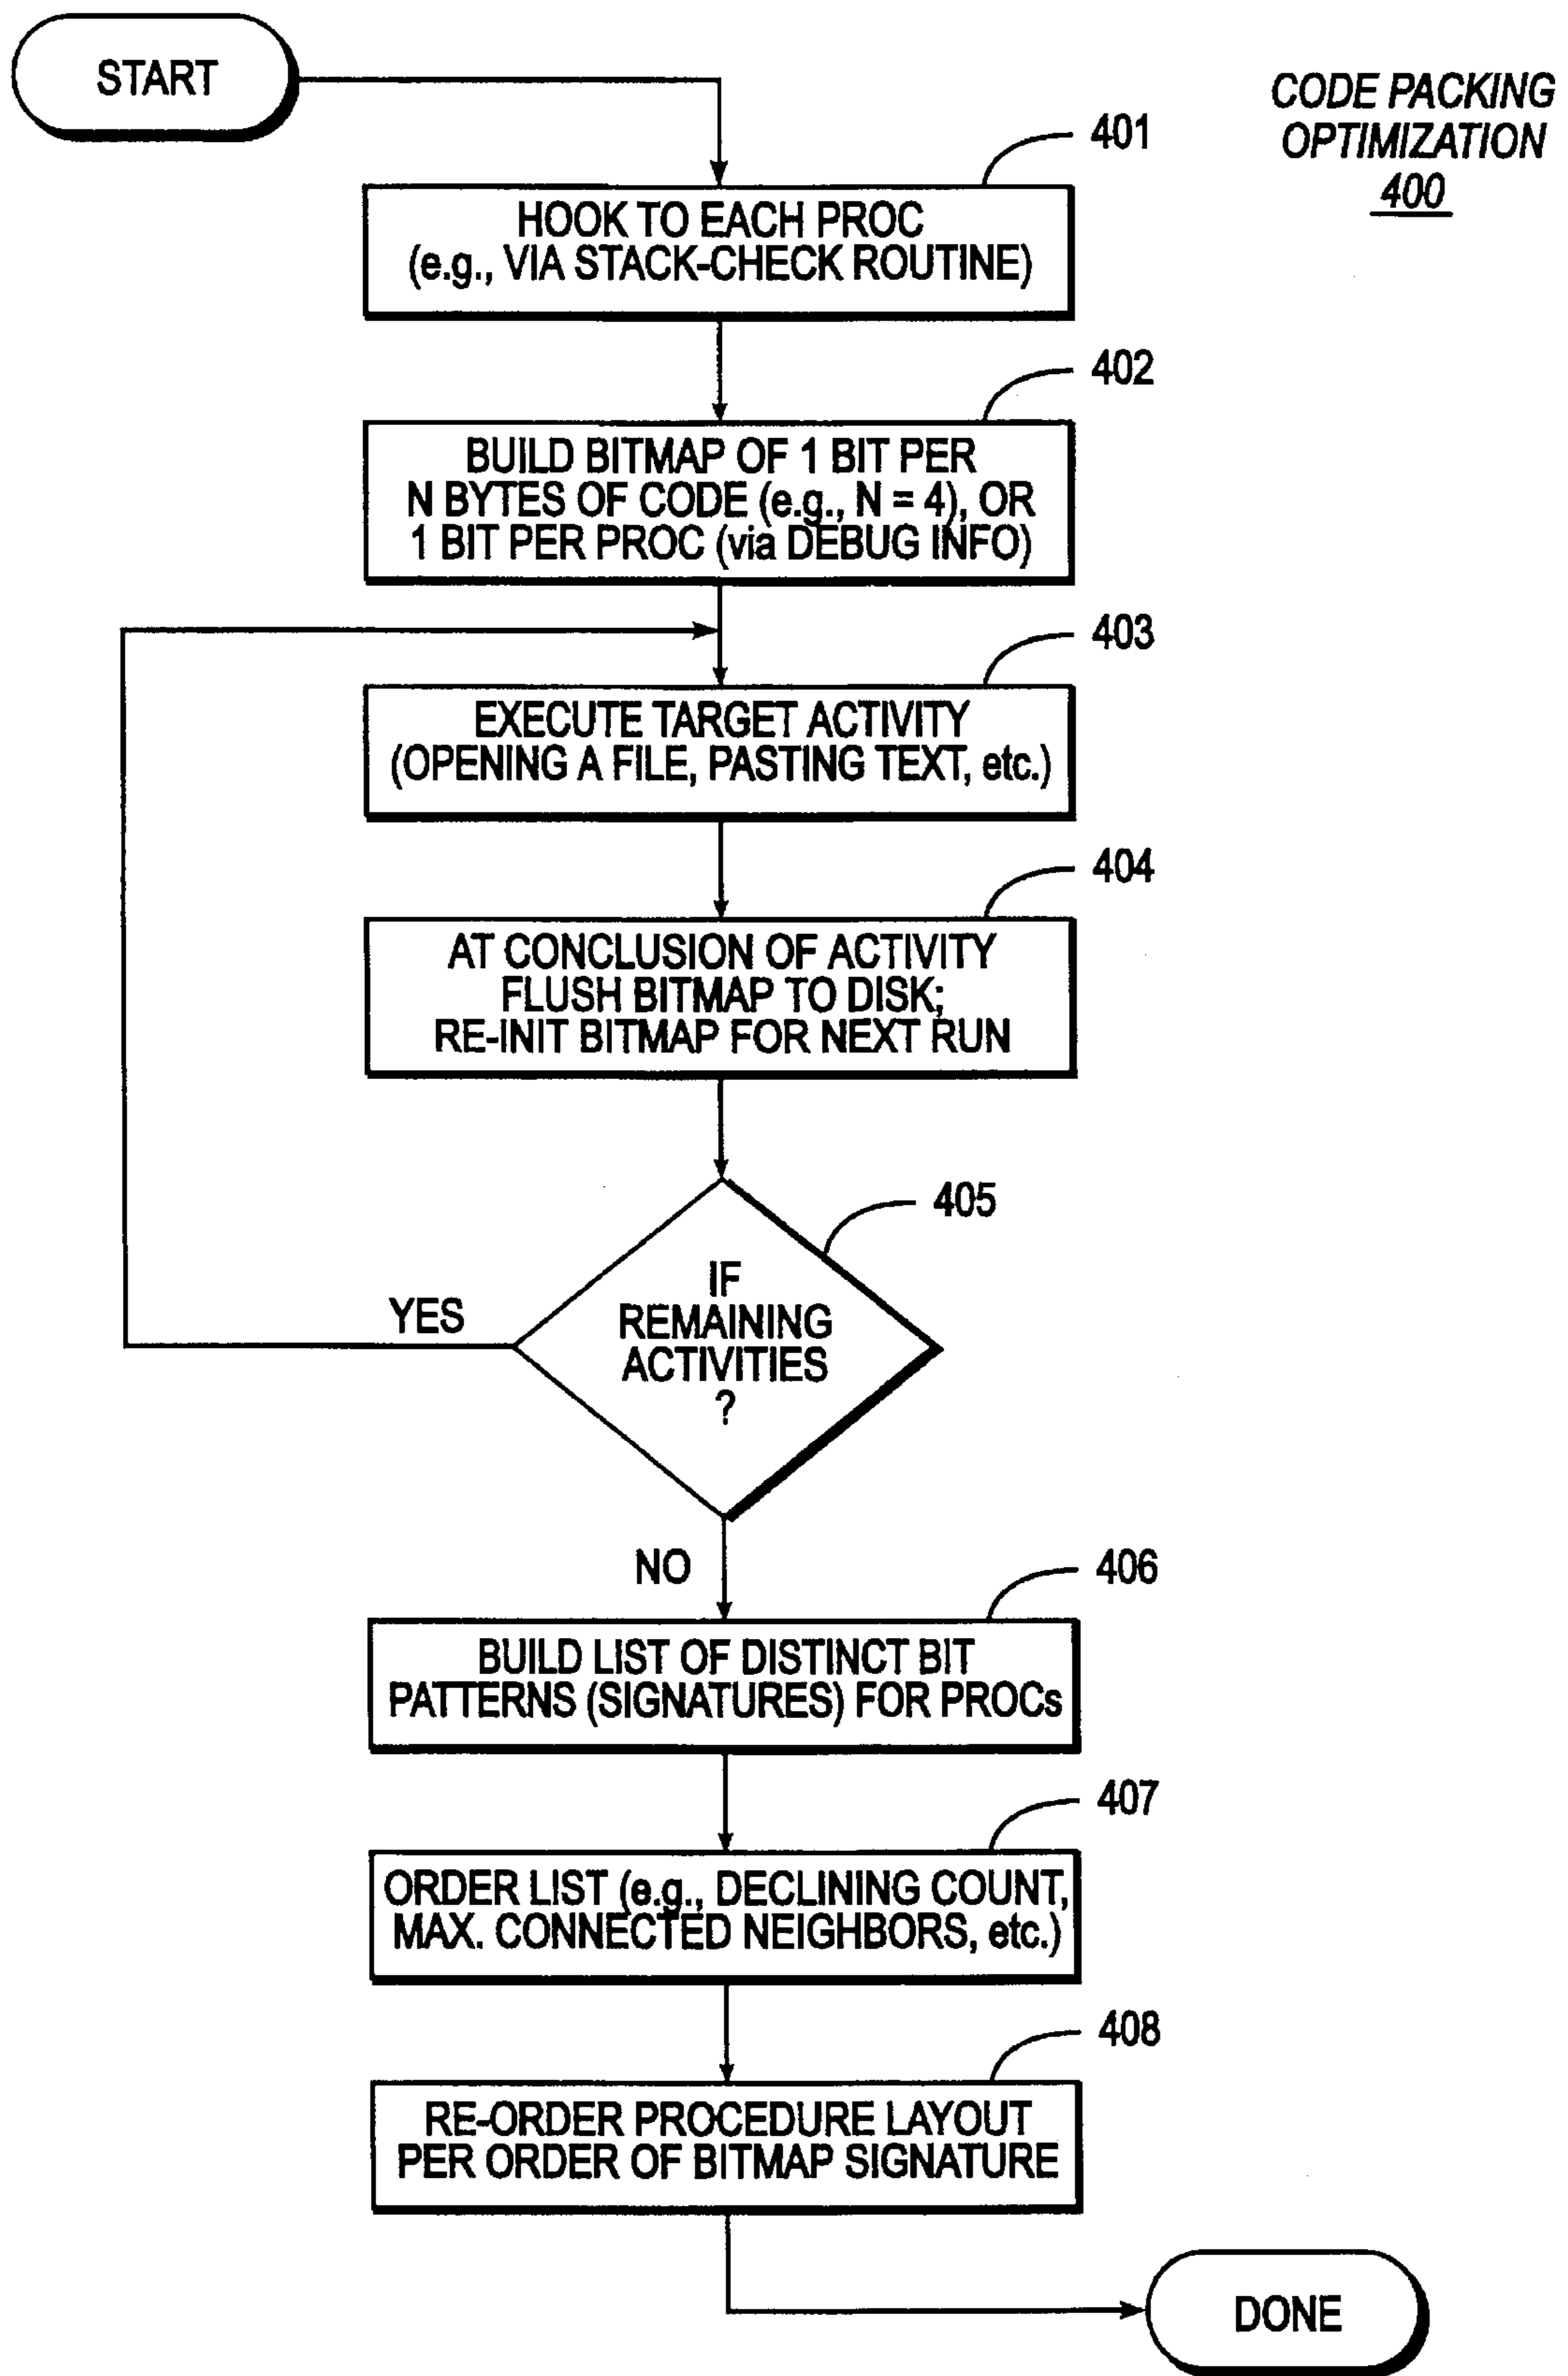 START
CODE PACKING
OPTIMIZATION
400
401
HOOK TO EACH PROC
(e.g., VIA STACK-CHECK ROUTINE)
402
BUILD BITMAP OF 1 BIT PER
N BYTES OF CODE (e.g., N = 4), OR
1 BIT PER PROC (via DEBUG INFO)
403
EXECUTE TARGET ACTIVITY
(OPENING A FILE, PASTING TEXT, etc.)
404
AT CONCLUSION OF ACTIVITY
FLUSH BITMAP TO DISK;
RE-INIT BITMAP FOR NEXT RUN
405
IF
REMAINING
ACTIVITIES
?
YES
NO
406
BUILD LIST OF DISTINCT BIT
PATTERNS (SIGNATURES) FOR PROCs
407
ORDER LIST (e.g., DECLINING COUNT,
MAX. CONNECTED NEIGHBORS, etc.)
408
RE-ORDER PROCEDURE LAYOUT
PER ORDER OF BITMAP SIGNATURE
DONE